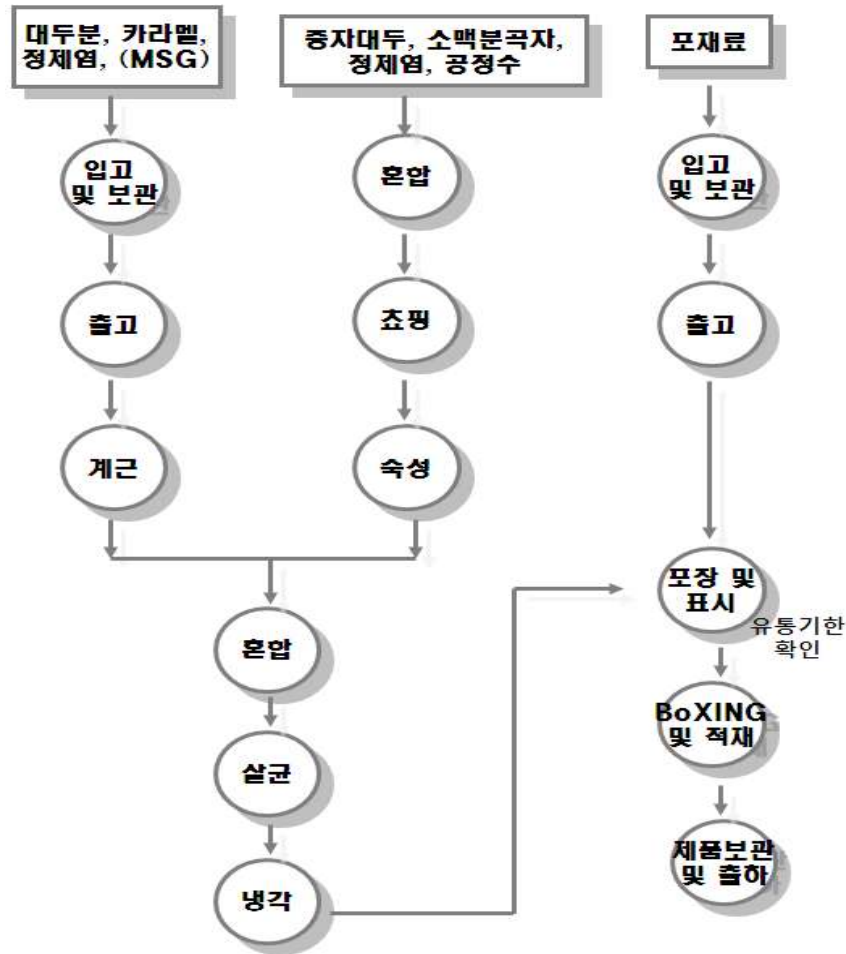 대두분, 카라멜,
정제염, (MSG)
증자대두, 소맥분곡자,
정제염, 공정수
포재료
입고
및 보관
혼합
입고
및 보관
출고
쵸핑
출고
계근
숙성
포장 및
표시
유통기한
확인
혼합
BoXING
및 적재
살균
제품보관
및 출하
냉각